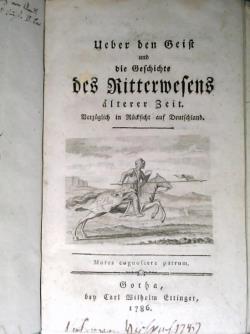 Ueber den Geist
und
die Geschichte
des Ritterwesens
älterer Zeit.
Vorzüglich in Rücksicht auf Deutschland.
Mores cognoscere patrum.
Gotha,
bey Carl Wilhelm Ettinger,
1786.